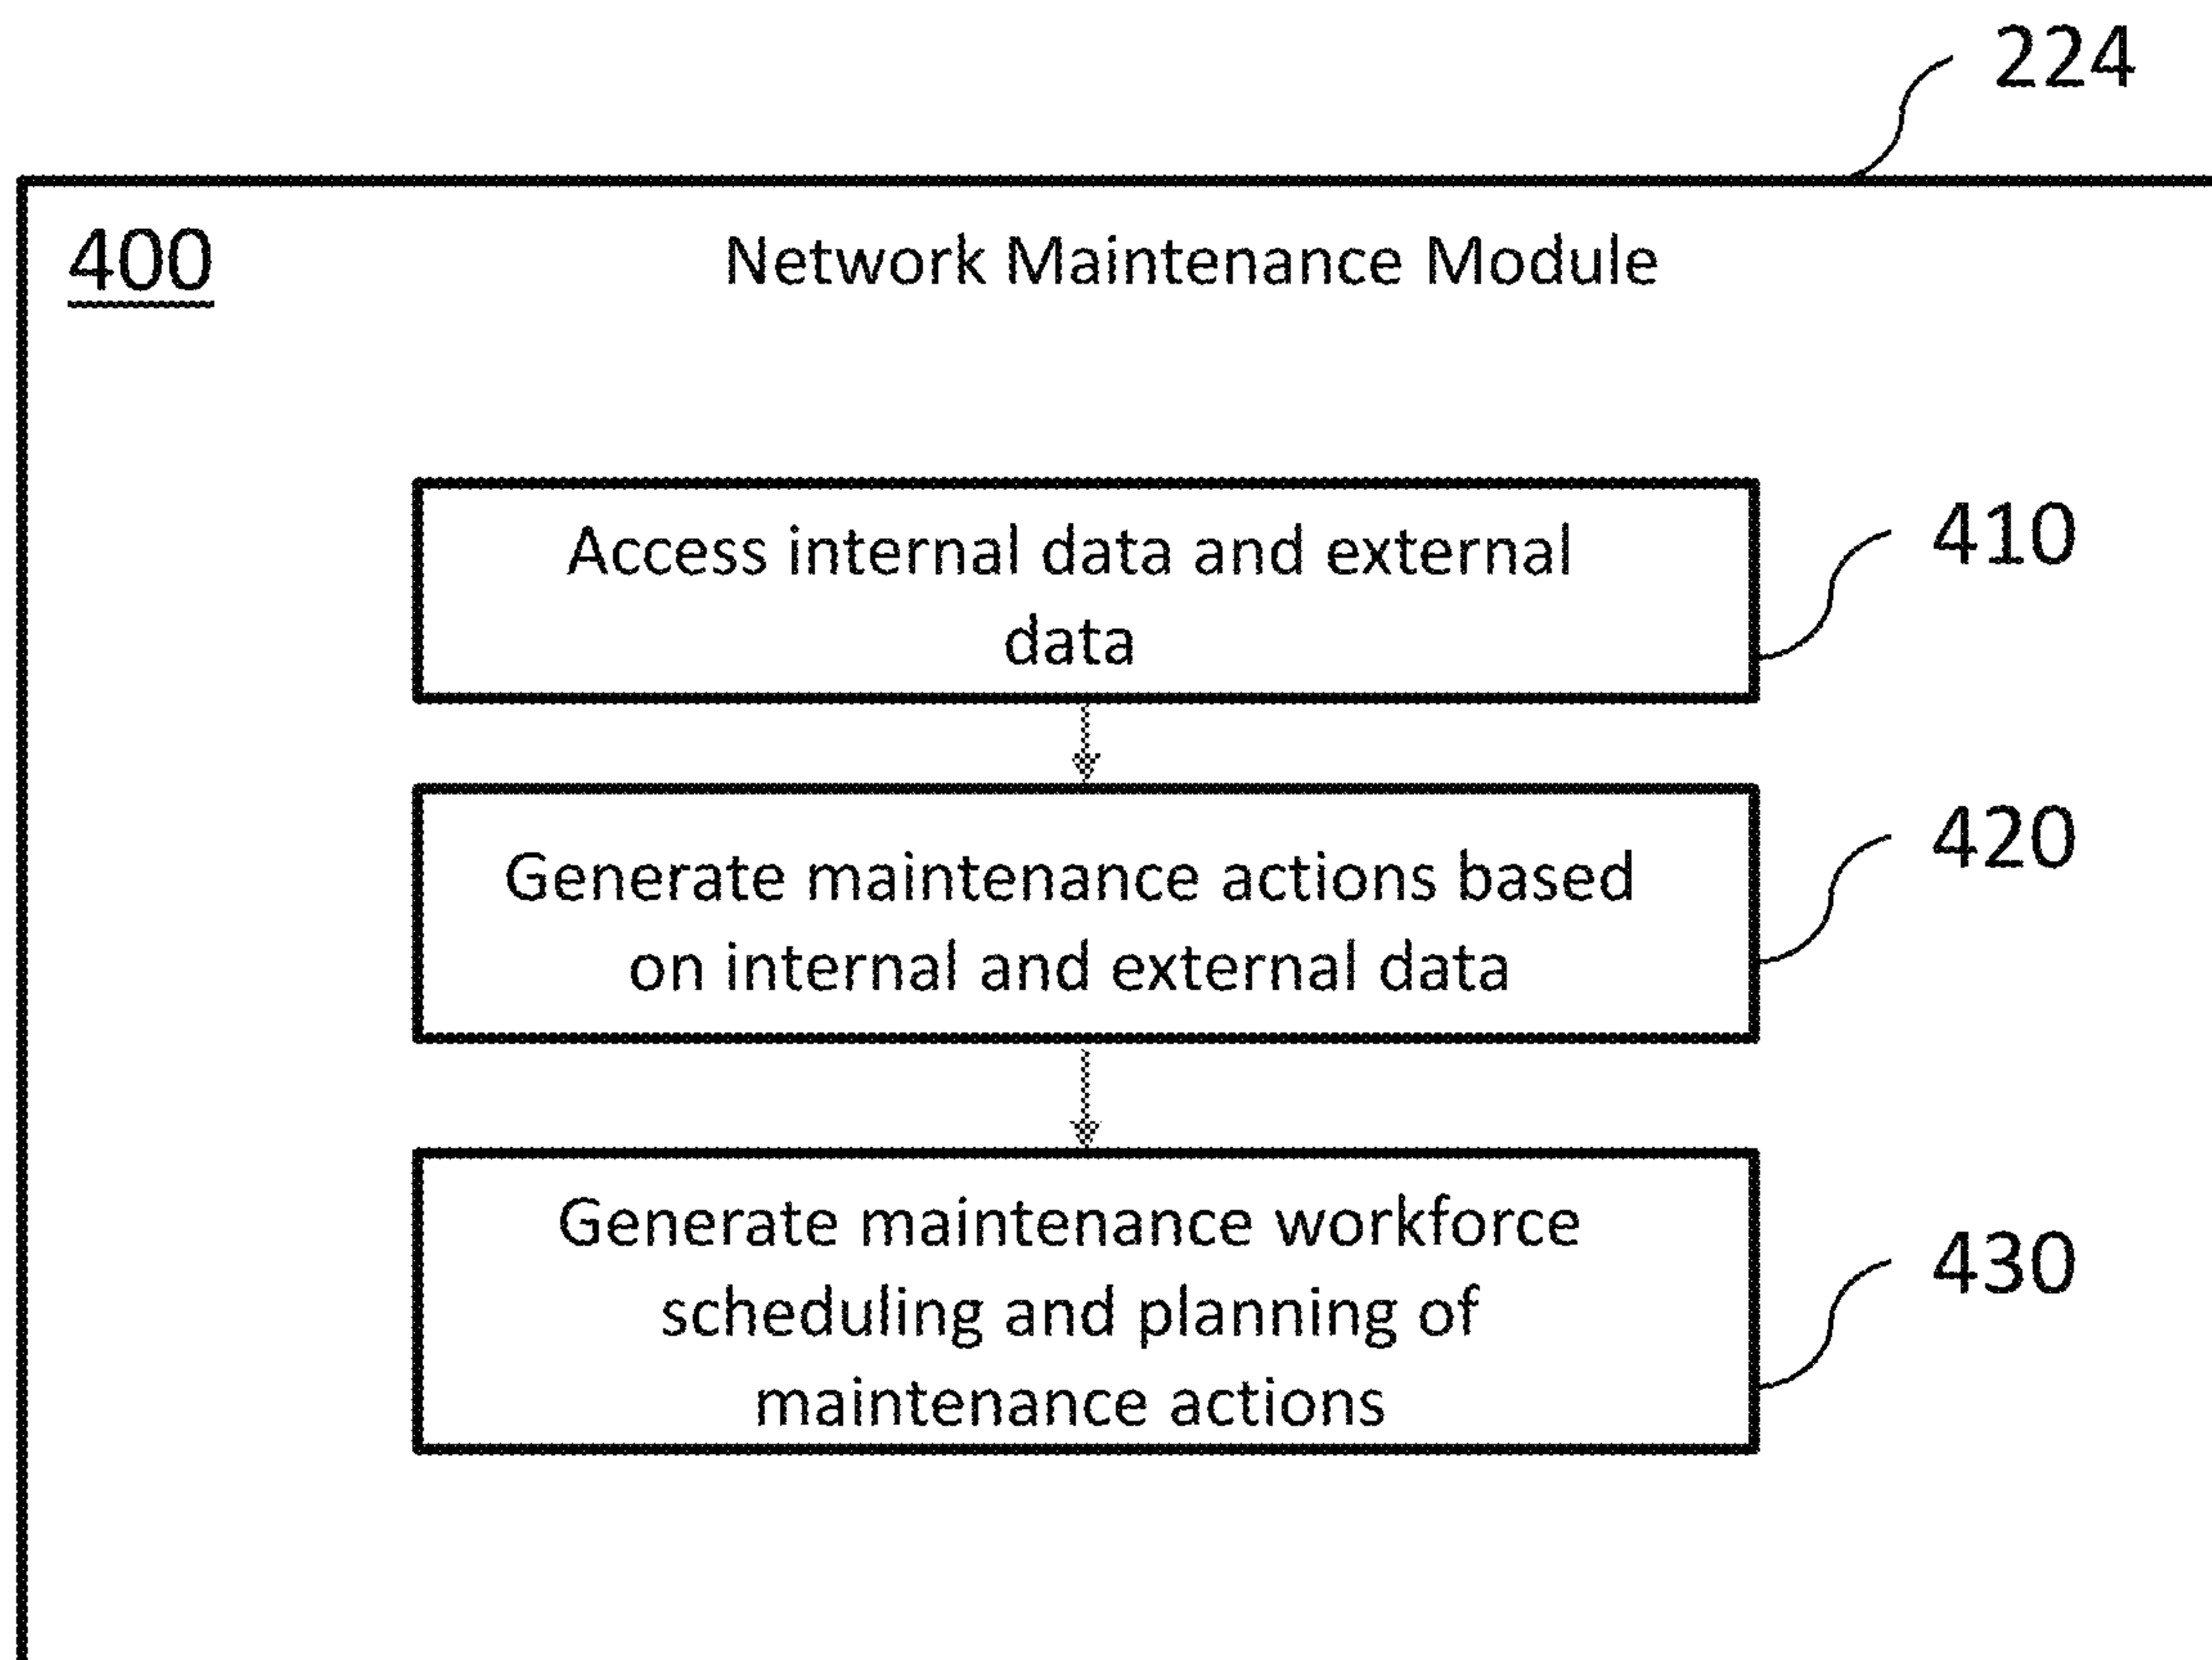 224
400
Network Maintenance Module
Access internal data and external
data
410
Generate maintenance actions based
on internal and external data
420
Generate maintenance workforce
scheduling and planning of
maintenance actions
430